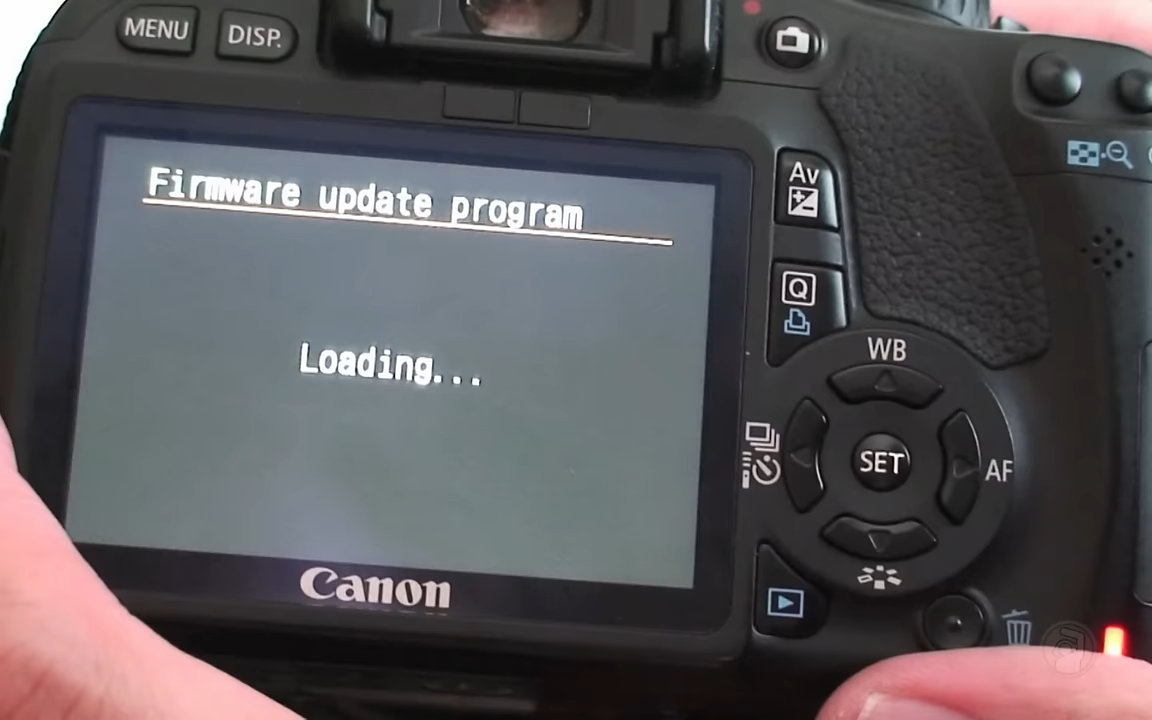 MENU
DISP.
Firmware update program
Loading...
Canon
Av
Q
WB
SET
AF